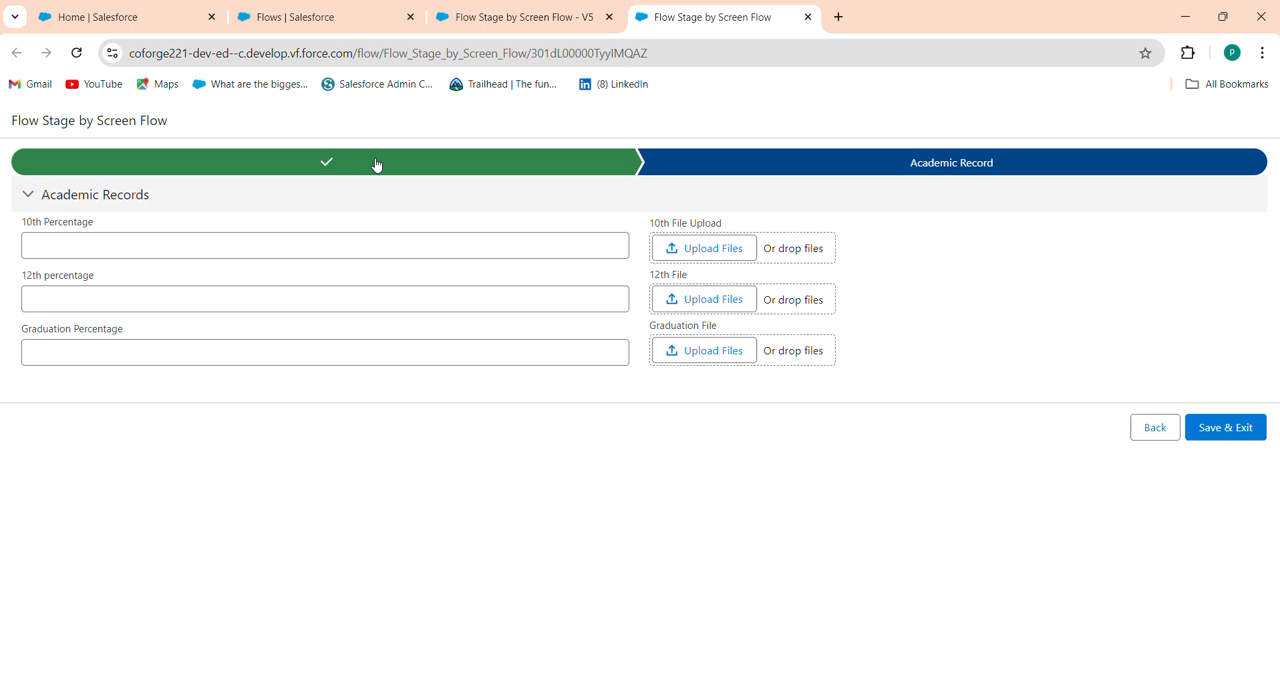 Home | Salesforce
Flows | Salesforce
Flow Stage by Screen Flow - V5
Flow Stage by Screen Flow
coforge221-dev-ed--c.develop.vf.force.com/flow/Flow_Stage_by_Screen_Flow/301dL00000TyylMQAZ
P
Gmail
YouTube
Maps
What are the bigges...
Salesforce Admin C...
Trailhead | The fun...
in (8) LinkedIn
All Bookmarks
Flow Stage by Screen Flow
Academic Record
Academic Records
10th Percentage
10th File Upload
Upload Files Or drop files
12th percentage
12th File
Upload Files Or drop files
Graduation Percentage
Graduation File
Upload Files Or drop files
Back
Save & Exit